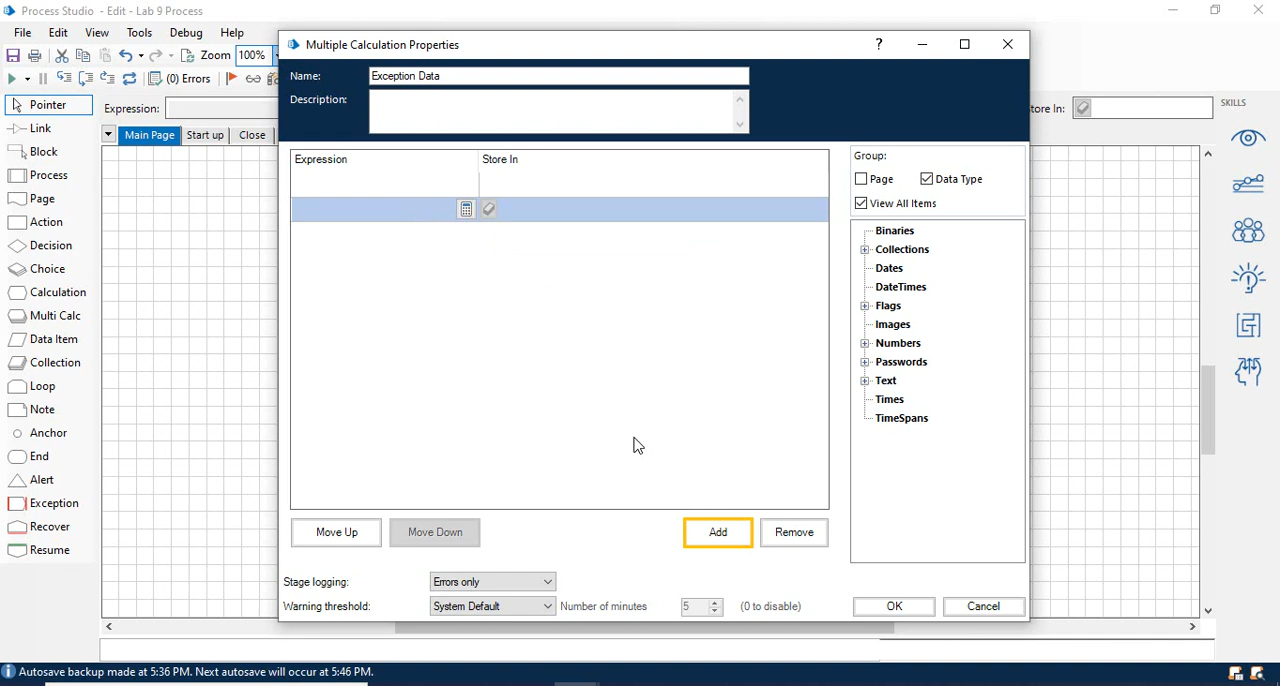 Process Studio - Edit - Lab 9 Process
File Edit View Tools Debug Help
Zoom 100%
(0) Errors
Pointer
Link
Block
Process
Page
Action
Decision
Choice
Calculation
Multi Calc
Data Item
Collection
Loop
Note
Anchor
End
Alert
Exception
Recover
Resume
Expression:
Main Page Start up Close
Multiple Calculation Properties
?
Name: Exception Data
Description:
Expression Store In
Move Up Move Down Add Remove
Stage logging: Errors only
Warning threshold: System Default Number of minutes 5 (0 to disable)
Group:
Page Data Type
View All Items
Binaries
Collections
Dates
DateTimes
Flags
Images
Numbers
Passwords
Text
Times
TimeSpans
OK Cancel
tore In:
SKILLS
Autosave backup made at 5:36 PM. Next autosave will occur at 5:46 PM.